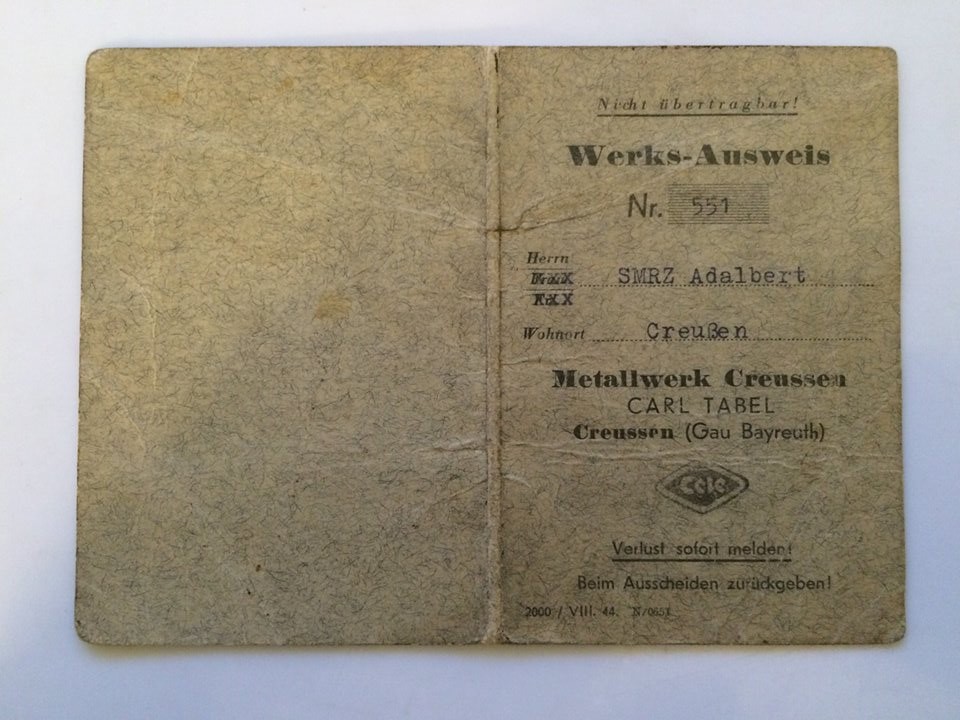 Nicht übertragbar!
Werks-Ausweis
Nr. 551
Herrn
SMRZ Adalbert
Wohnort Creußen
Metallwerk Creussen
CARL TABEL
Creussen (Gau Bayreuth)
Verlust sofort melden!
Beim Ausscheiden zurückgeben!
2000 / VIII. 44.